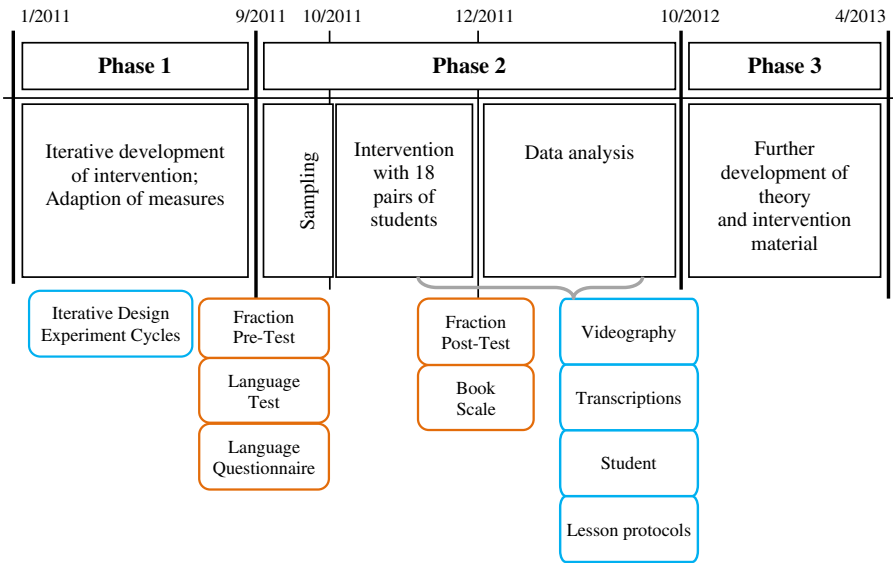 1/2011
9/2011
10/2011
12/2011
10/2012
4/2013
Phase 1
Phase 2
Phase 3
Iterative development
of intervention;
Adaption of measures
Sampling
Intervention
with 18
pairs of
students
Data analysis
Further
development of
theory
and intervention
material
Iterative Design
Experiment Cycles
Fraction
Pre-Test
Language
Test
Language
Questionnaire
Fraction
Post-Test
Book
Scale
Videography
Transcriptions
Student
Lesson protocols